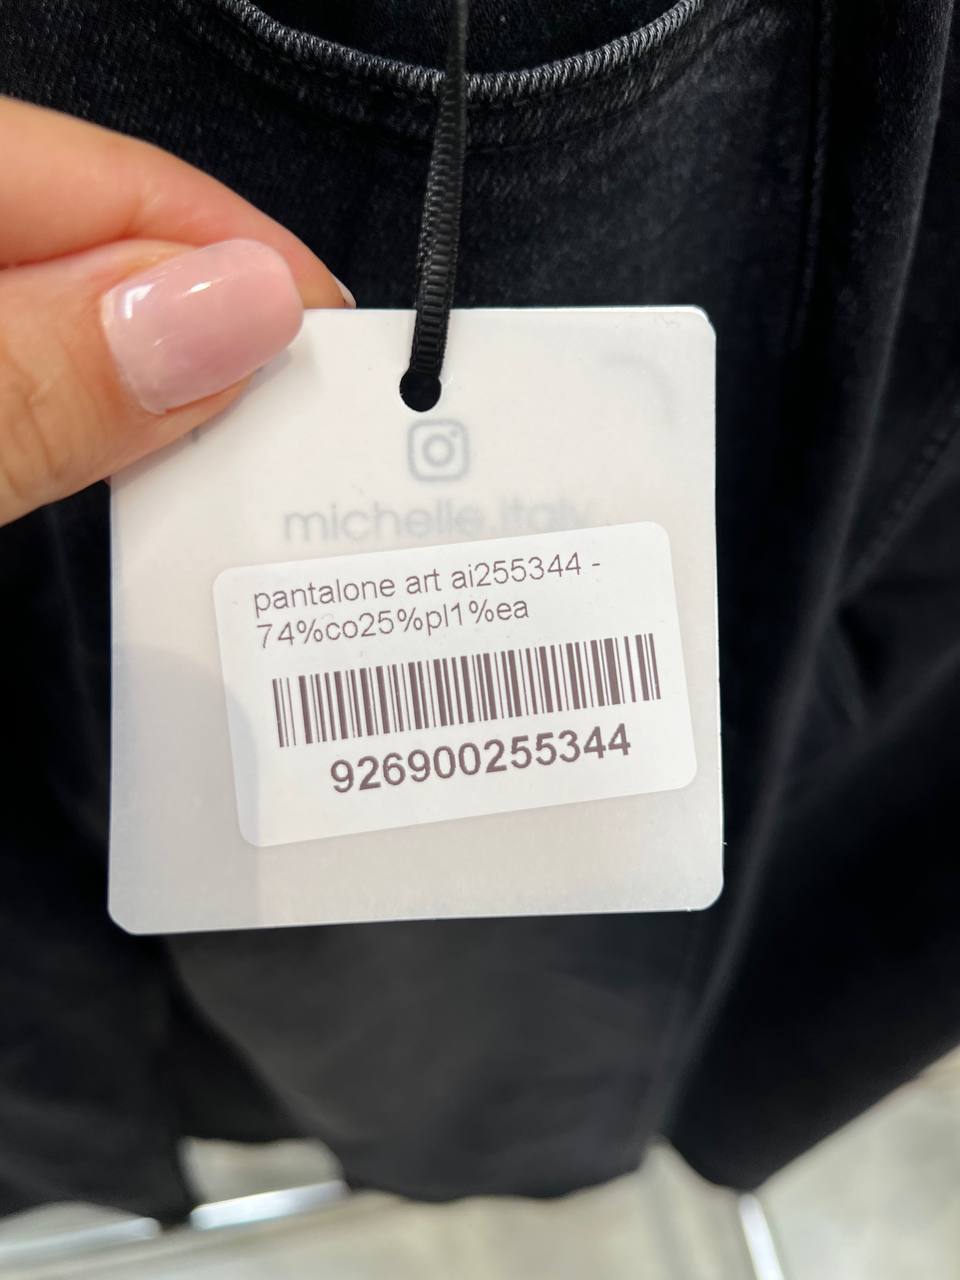 michelle.italy
pantalone art ai255344 -
74%co25%pl1%ea
926900255344